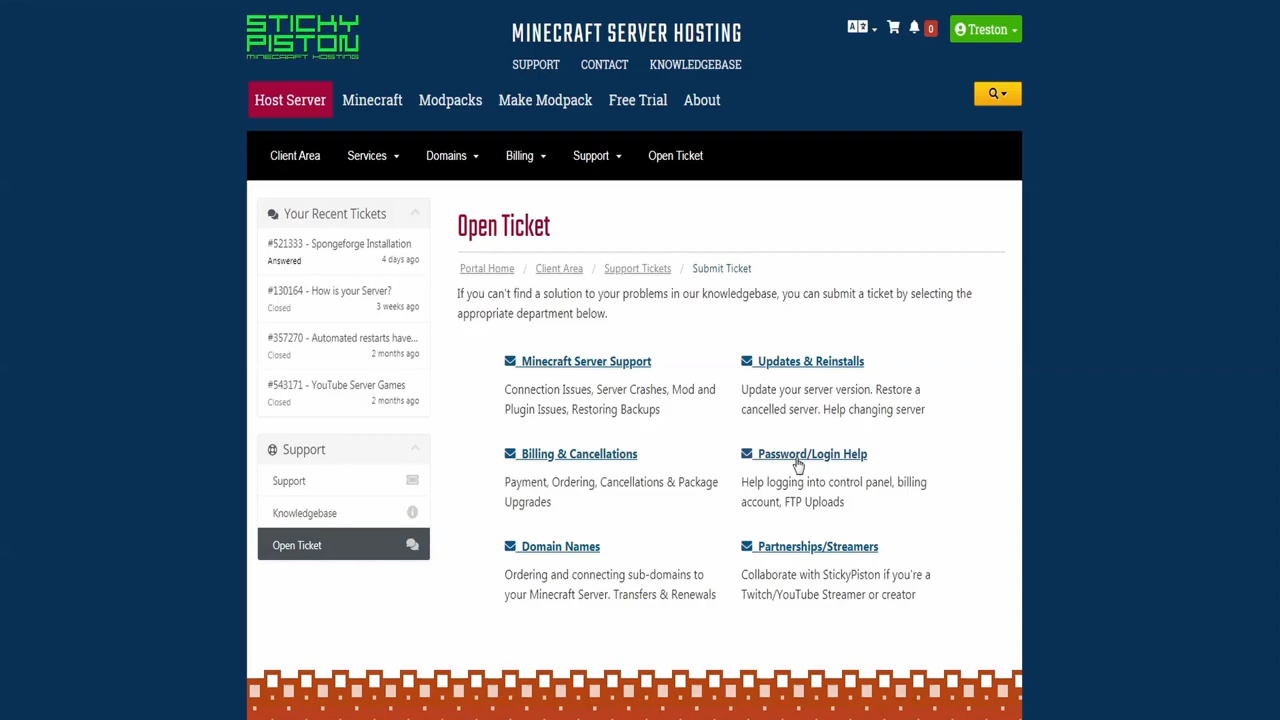 STICKY
PISTON
MINECRAFT HOSTING
MINECRAFT SERVER HOSTING
SUPPORT CONTACT KNOWLEDGEBASE
0
Treston
Host Server Minecraft Modpacks Make Modpack Free Trial About
Client Area Services Domains Billing Support Open Ticket
Your Recent Tickets
#521333 - Spongeforge Installation
Answered 4 days ago
#130164 - How is your Server?
Closed 3 weeks ago
#357270 - Automated restarts have...
Closed 2 months ago
#543171 - YouTube Server Games
Closed 2 months ago
Support
Support
Knowledgebase
Open Ticket
Open Ticket
Portal Home / Client Area / Support Tickets / Submit Ticket
If you can't find a solution to your problems in our knowledgebase, you can submit a ticket by selecting the
appropriate department below.
Minecraft Server Support
Connection Issues, Server Crashes, Mod and
Plugin Issues, Restoring Backups
Updates & Reinstalls
Update your server version. Restore a
cancelled server. Help changing server
Billing & Cancellations
Payment, Ordering, Cancellations & Package
Upgrades
Password/Login Help
Help logging into control panel, billing
account, FTP Uploads
Domain Names
Ordering and connecting sub-domains to
your Minecraft Server. Transfers & Renewals
Partnerships/Streamers
Collaborate with StickyPiston if you're a
Twitch/YouTube Streamer or creator